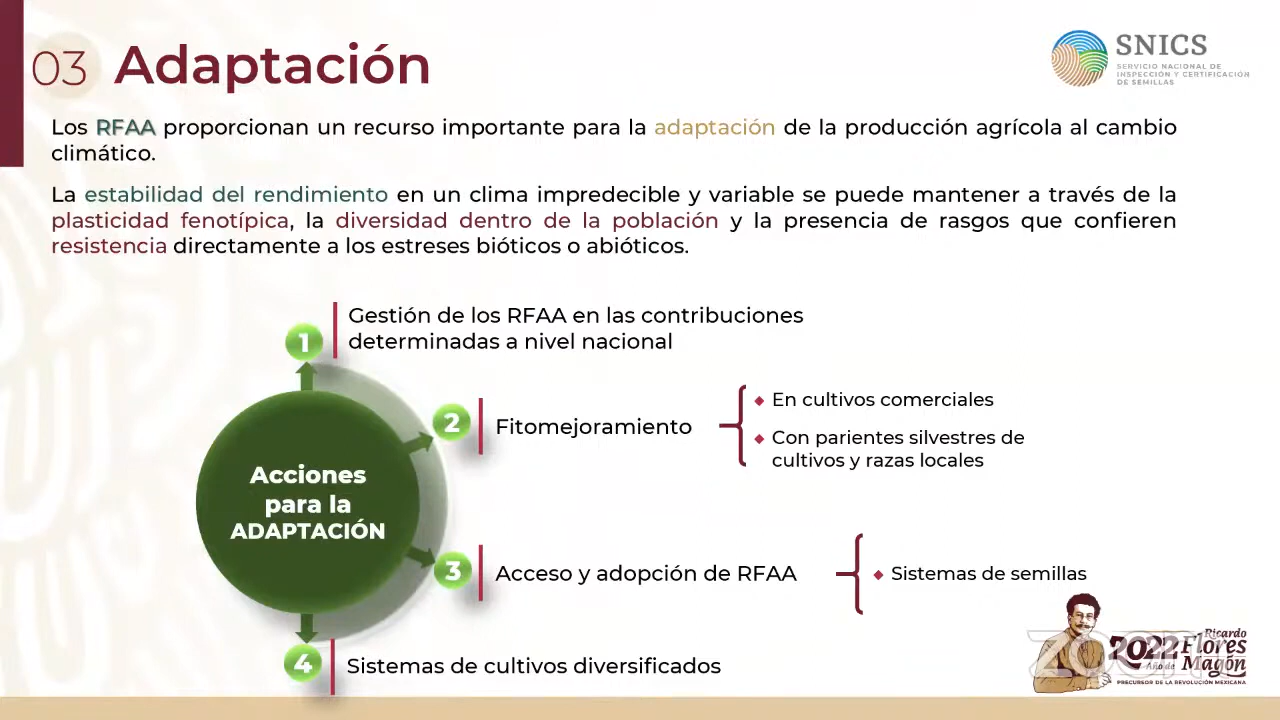 03 Adaptación
SNICS
SERVICIO NACIONAL DE
INSPECCIÓN Y CERTIFICACIÓN
DE SEMILLAS
Los RFAA proporcionan un recurso importante para la adaptación de la producción agrícola al cambio
climático.
La estabilidad del rendimiento en un clima impredecible y variable se puede mantener a través de la
plasticidad fenotípica, la diversidad dentro de la población y la presencia de rasgos que confieren
resistencia directamente a los estreses bióticos o abióticos.
Acciones
para la
ADAPTACIÓN
1
Gestión de los RFAA en las contribuciones
determinadas a nivel nacional
2
Fitomejoramiento
◆ En cultivos comerciales
◆ Con parientes silvestres de
cultivos y razas locales
3
Acceso y adopción de RFAA
◆ Sistemas de semillas
4
Sistemas de cultivos diversificados
zoom
2022
Año de
Ricardo
Flores
Magón
PRECURSOR DE LA REVOLUCIÓN MEXICANA